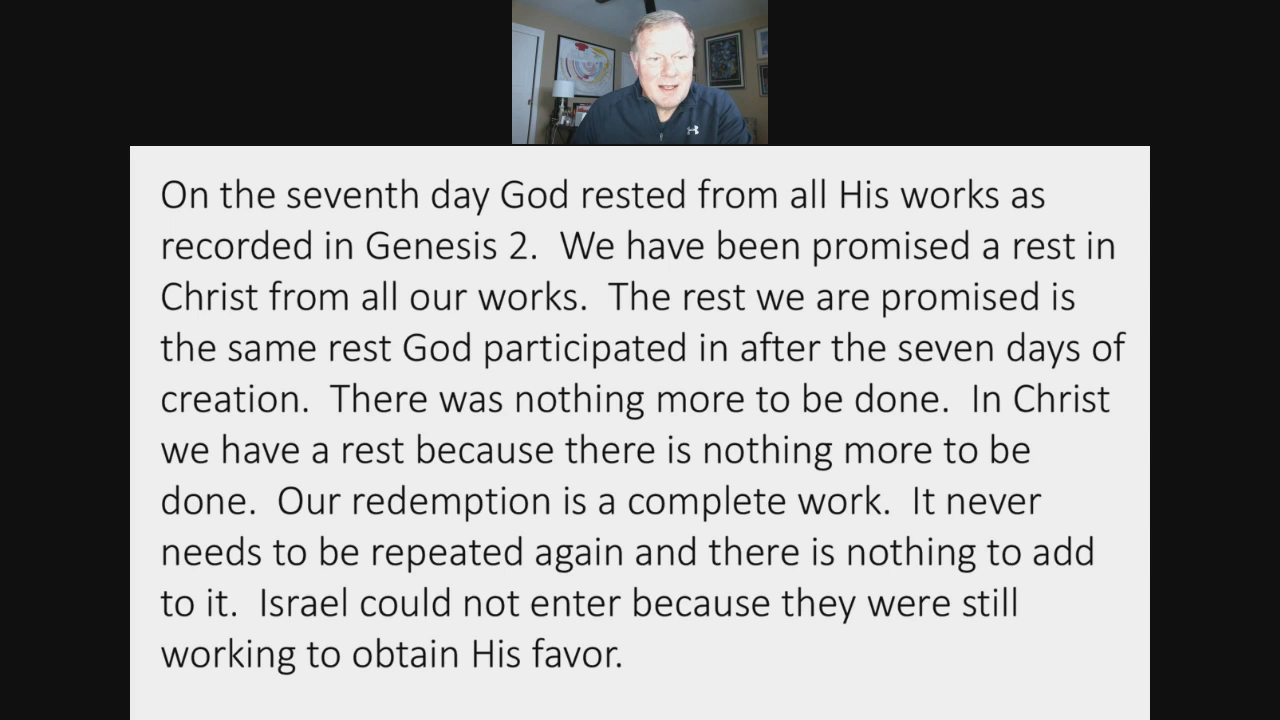 On the seventh day God rested from all His works as
recorded in Genesis 2.  We have been promised a rest in
Christ from all our works.  The rest we are promised is
the same rest God participated in after the seven days of
creation.  There was nothing more to be done.  In Christ
we have a rest because there is nothing more to be
done.  Our redemption is a complete work.  It never
needs to be repeated again and there is nothing to add
to it.  Israel could not enter because they were still
working to obtain His favor.